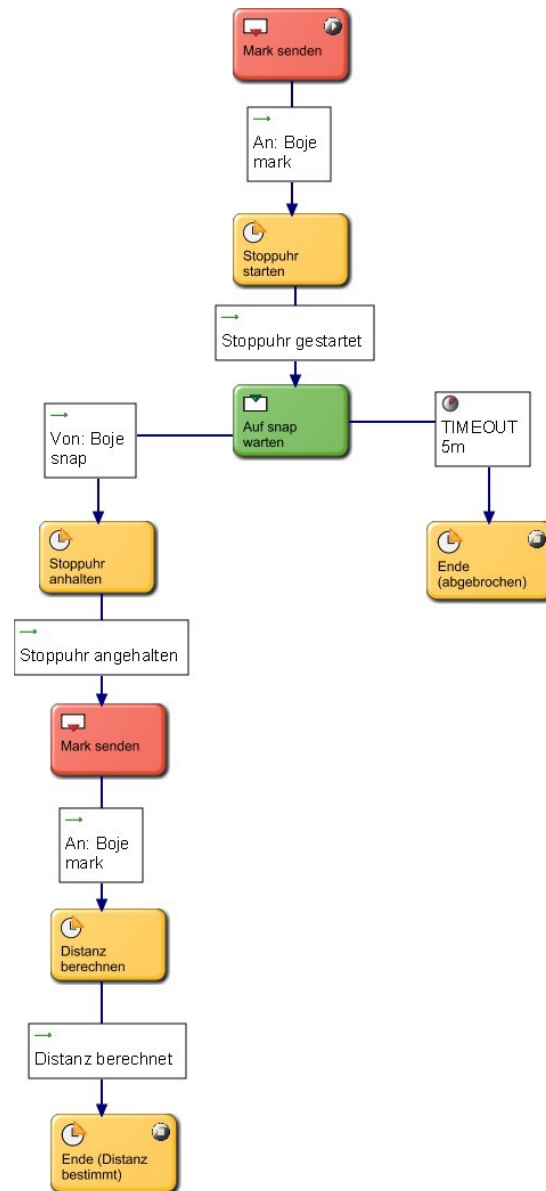 Mark senden
An: Boje
mark
Stoppuhr
starten
Stoppuhr gestartet
Auf snap
warten
Von: Boje
snap
TIMEOUT
5m
Stoppuhr
anhalten
Ende
(abgebrochen)
Stoppuhr angehalten
Mark senden
An: Boje
mark
Distanz
berechnen
Distanz berechnet
Ende (Distanz
bestimmt)